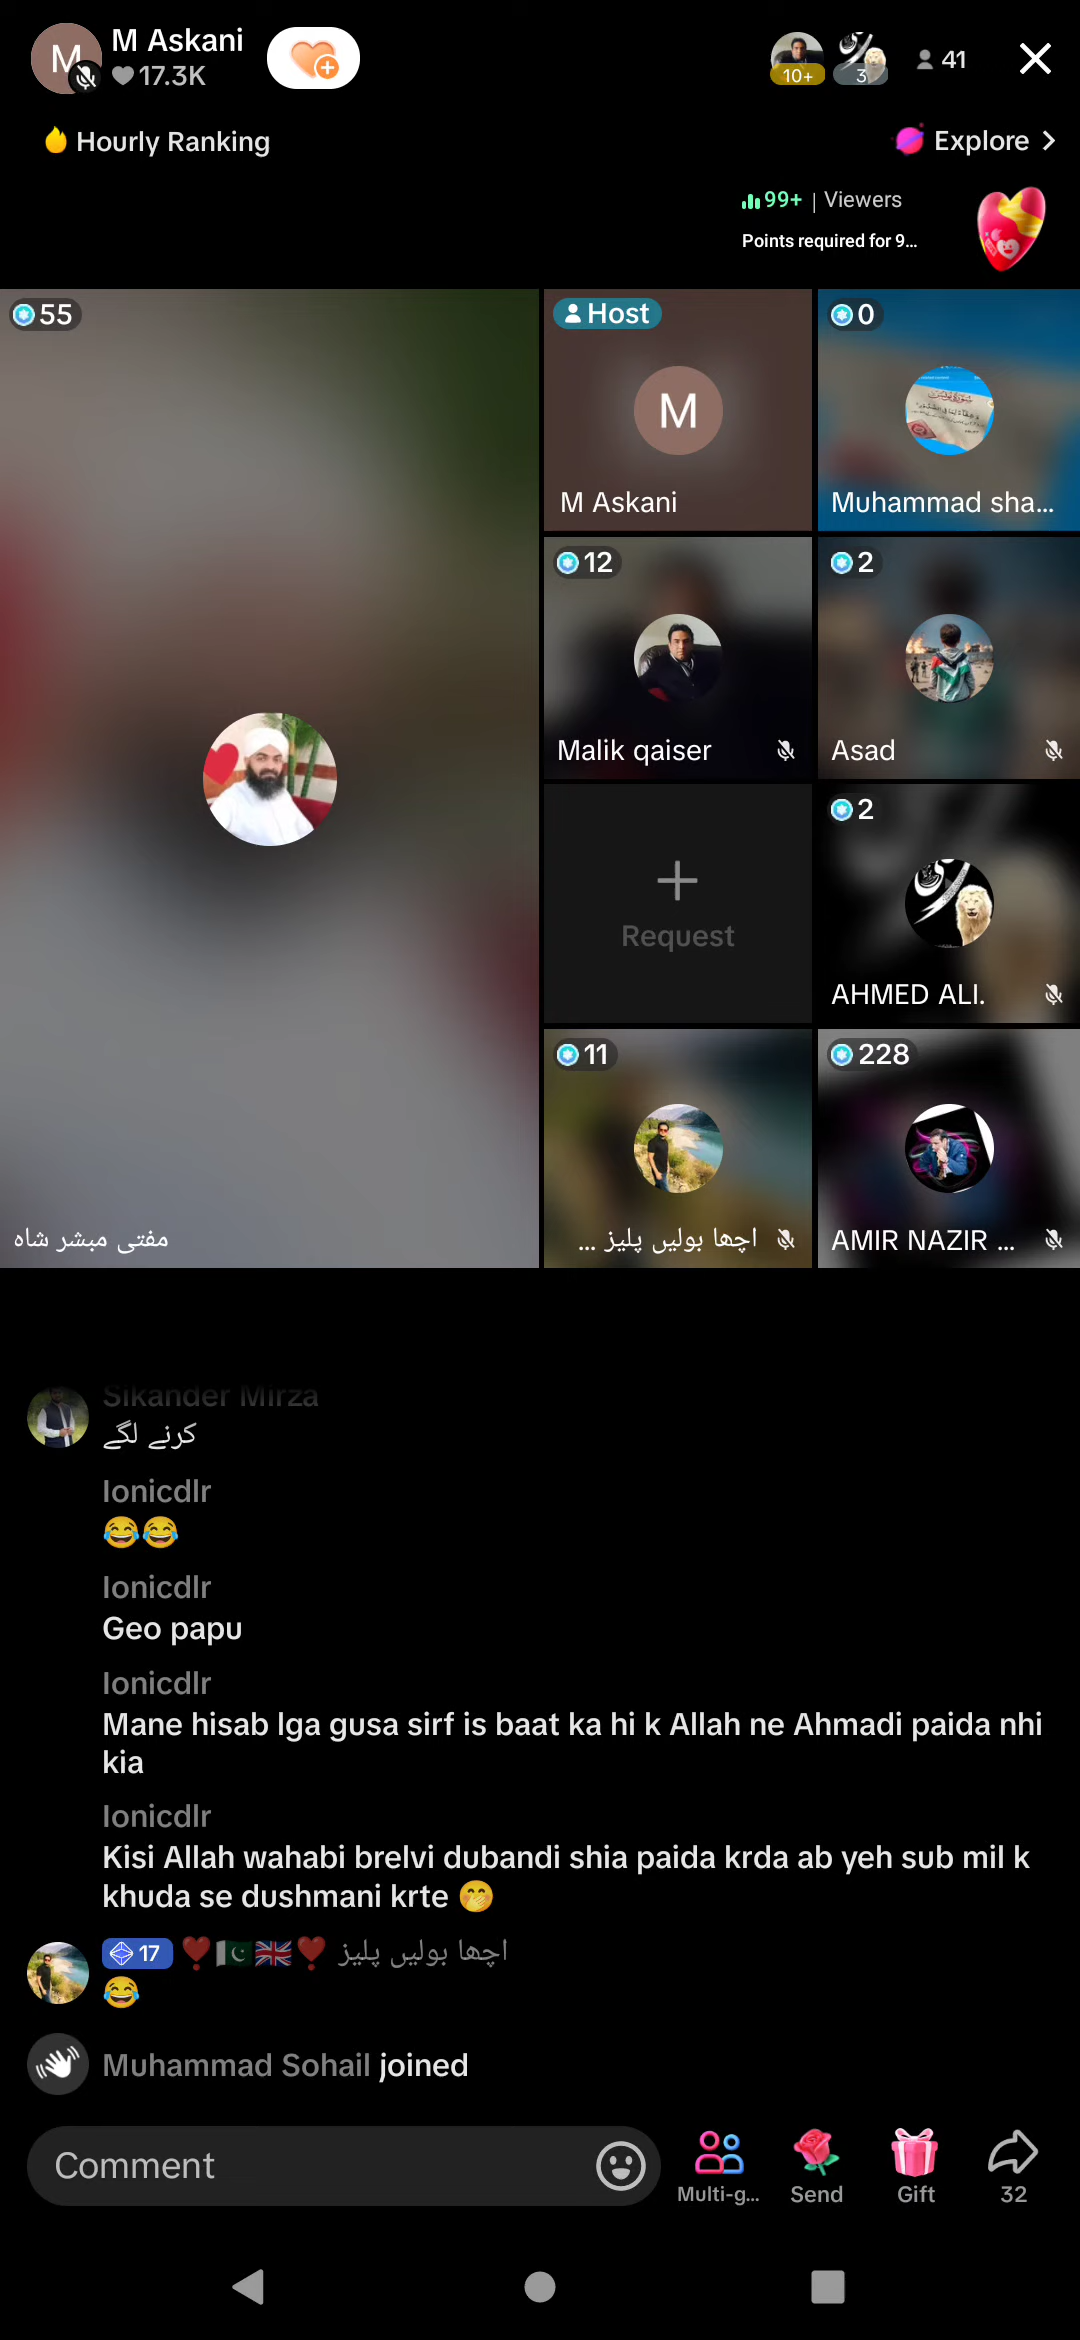 M Askani
17.3K
10+
3
41
Hourly Ranking
Explore
99+ | Viewers
Points required for 9...
55
Host
0
M
M Askani
Muhammad sha...
12
2
Malik qaiser
Asad
2
Request
AHMED ALI.
11
228
مفتی مبشر شاہ
اچھا بولیں پلیز ...
AMIR NAZIR ...
Sikander Mirza
کرنے لگے
Ionicdlr
😂😂
Ionicdlr
Geo papu
Ionicdlr
Mane hisab lga gusa sirf is baat ka hi k Allah ne Ahmadi paida nhi
kia
Ionicdlr
Kisi Allah wahabi brelvi dubandi shia paida krda ab yeh sub mil k
khuda se dushmani krte 🤭
17 ❣️🇵🇰🇬🇧❣️ اچھا بولیں پلیز
😂
Muhammad Sohail joined
Comment
Multi-g...
Send
Gift
32